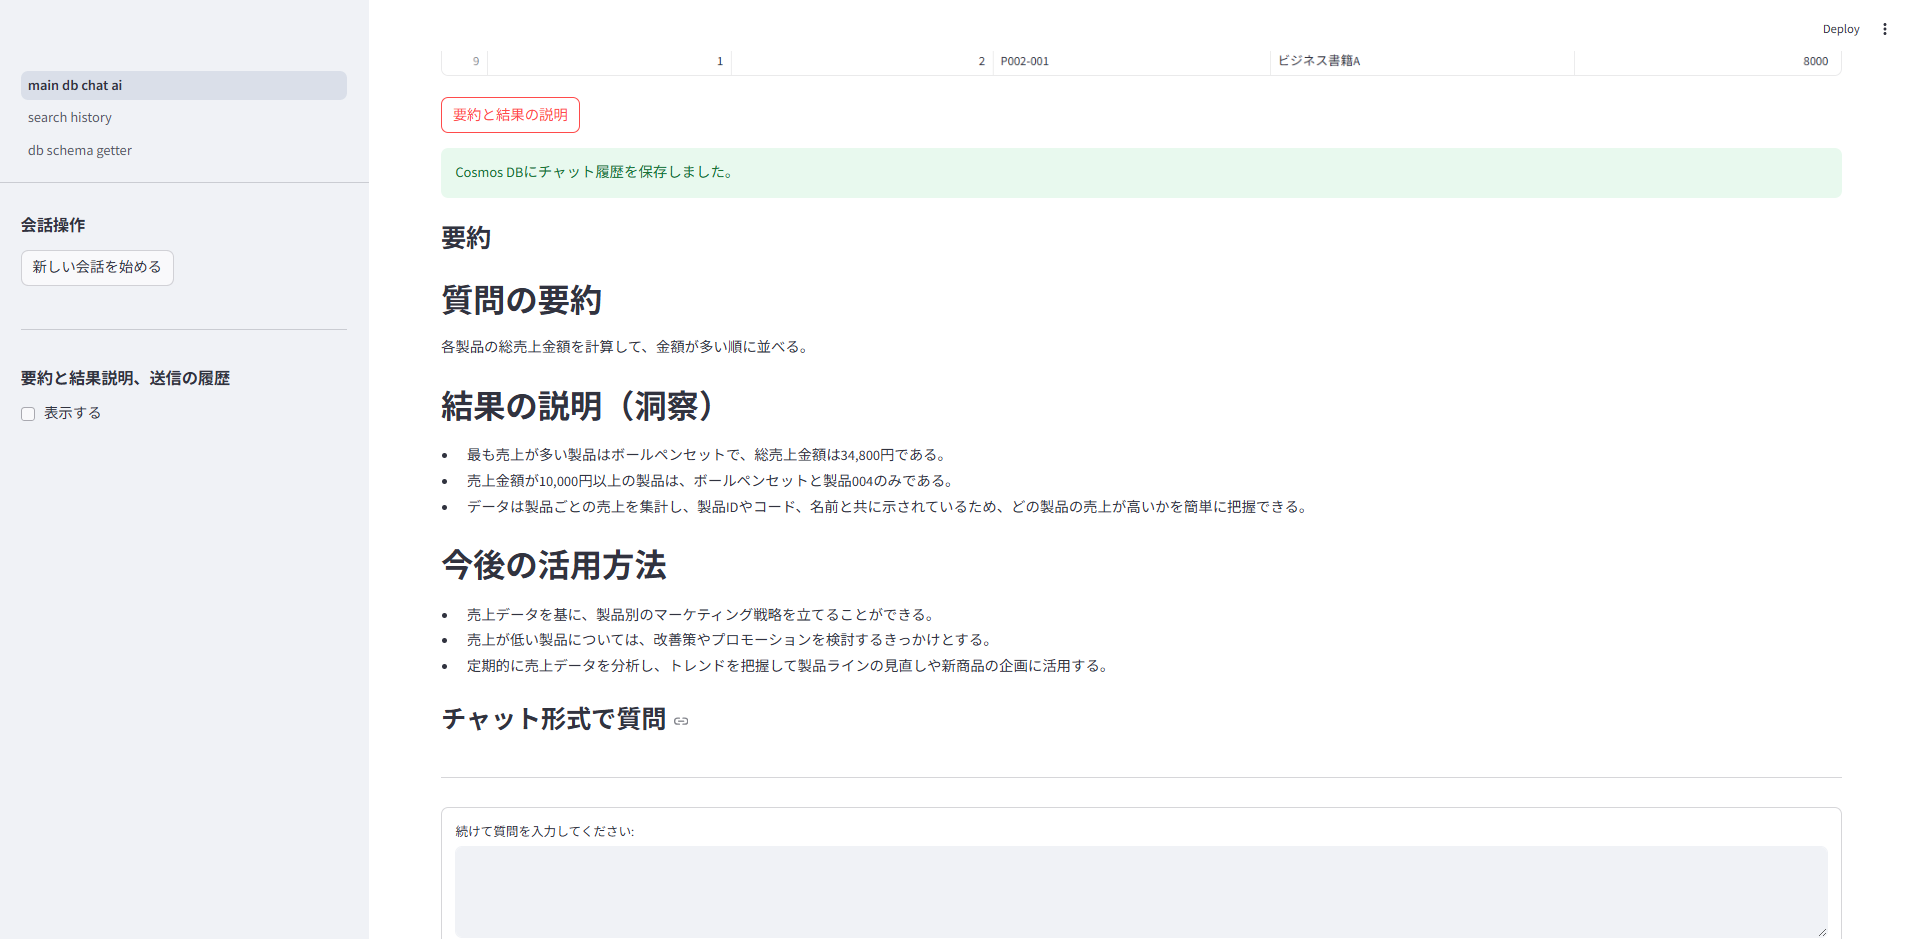 Deploy
main db chat ai
search history
db schema getter
会話操作
新しい会話を始める
要約と結果説明、送信の履歴
表示する
9 1 2 P002-001 ビジネス書籍A 8000
要約と結果の説明
Cosmos DBにチャット履歴を保存しました。
要約
質問の要約
各製品の総売上金額を計算して、金額が多い順に並べる。
結果の説明（洞察）
最も売上が多い製品はボールペンセットで、総売上金額は34,800円である。
売上金額が10,000円以上の製品は、ボールペンセットと製品004のみである。
データは製品ごとの売上を集計し、製品IDやコード、名前と共に示されているため、どの製品の売上が高いかを簡単に把握できる。
今後の活用方法
売上データを基に、製品別のマーケティング戦略を立てることができる。
売上が低い製品については、改善策やプロモーションを検討するきっかけとする。
定期的に売上データを分析し、トレンドを把握して製品ラインの見直しや新商品の企画に活用する。
チャット形式で質問
続けて質問を入力してください: